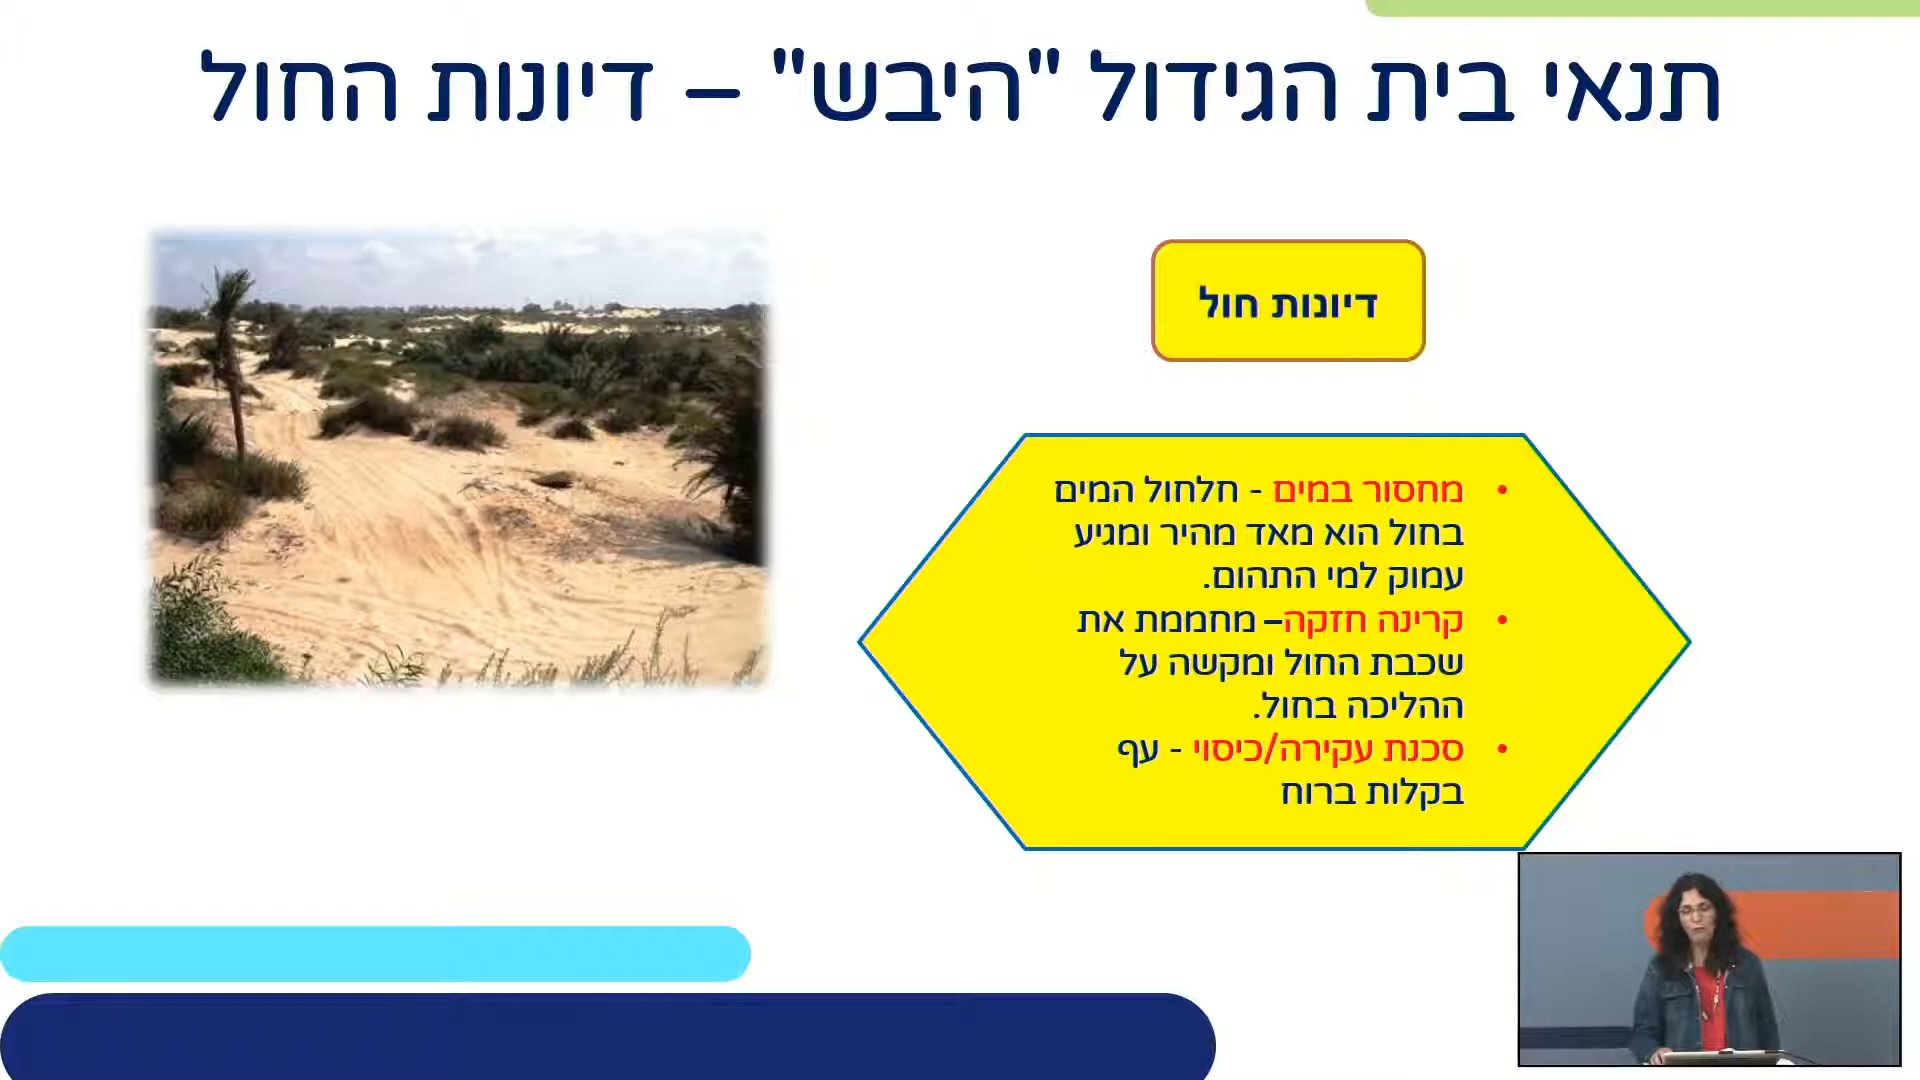 תנאי בית הגידול "היבש" – דיונות החול
דיונות חול
• מחסור במים - חלחול המים
בחול הוא מאד מהיר ומגיע
עמוק למי התהום.
• קרינה חזקה– מחממת את
שכבת החול ומקשה על
ההליכה בחול.
• סכנת עקירה/כיסוי - עף
בקלות ברוח